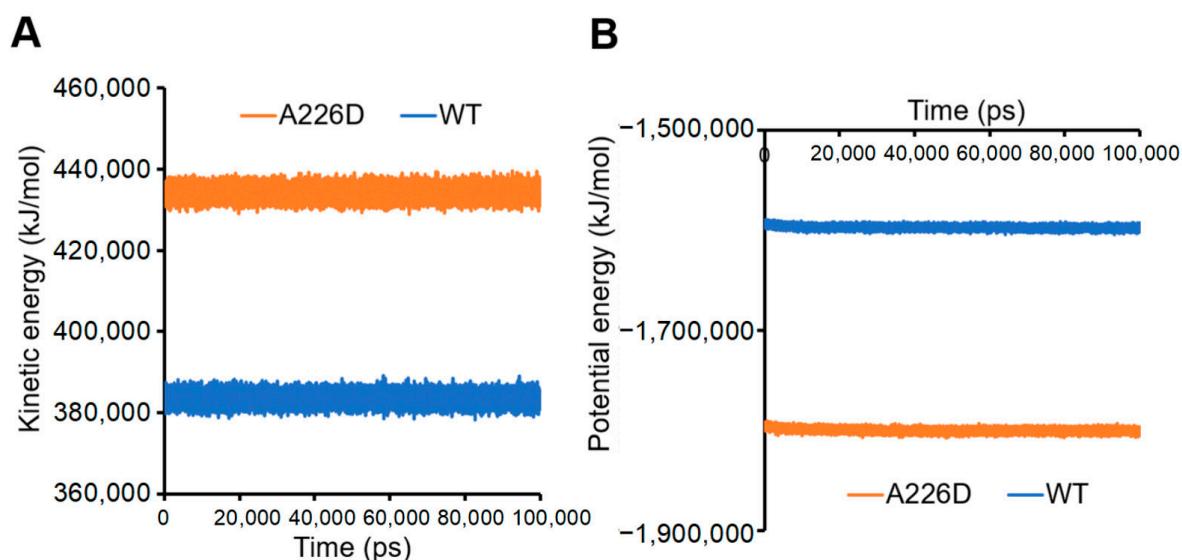 A
Kinetic energy (kJ/mol)
460,000
440,000
420,000
400,000
380,000
360,000
A226D WT
0 20,000 40,000 60,000 80,000 100,000
Time (ps)
B
Potential energy (kJ/mol)
Time (ps)
−1,500,000
0 20,000 40,000 60,000 80,000 100,000
−1,700,000
−1,900,000
A226D WT